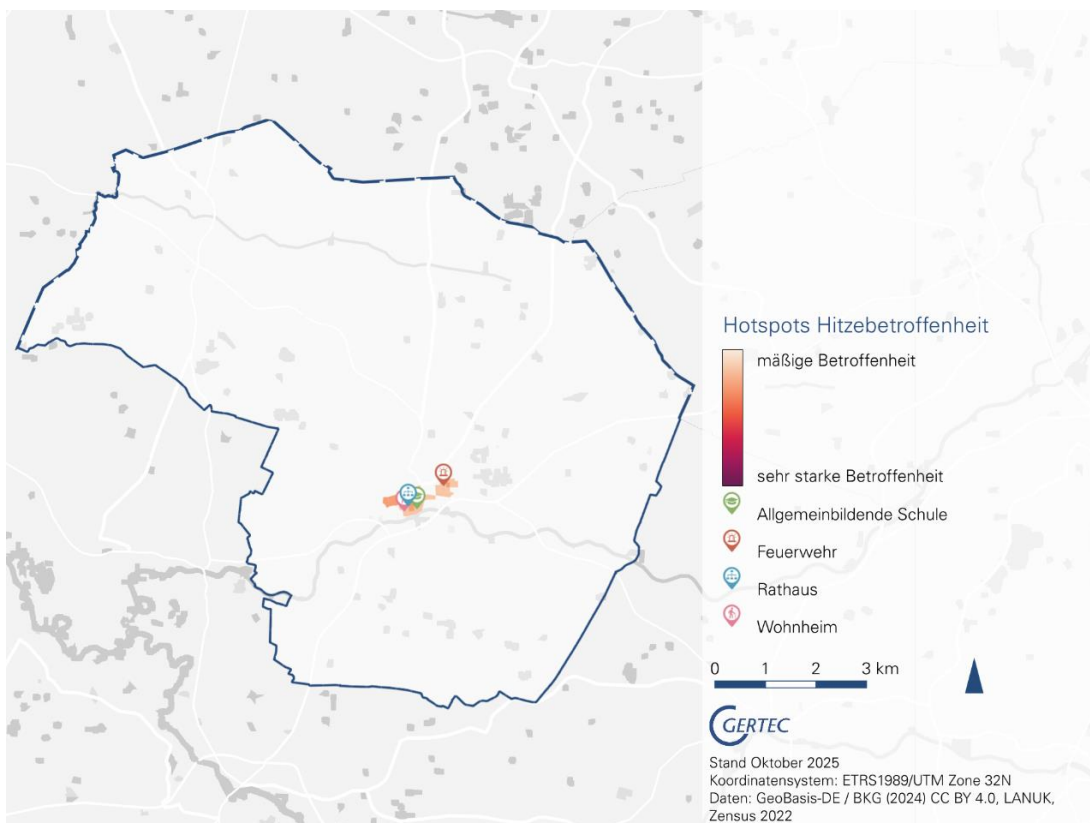 Hotspots Hitzebetroffenheit
mäßige Betroffenheit
sehr starke Betroffenheit
Allgemeinbildende Schule
Feuerwehr
Rathaus
Wohnheim
0 1 2 3 km
GERTEC
Stand Oktober 2025
Koordinatensystem: ETRS1989/UTM Zone 32N
Daten: GeoBasis-DE / BKG (2024) CC BY 4.0, LANUK,
Zensus 2022